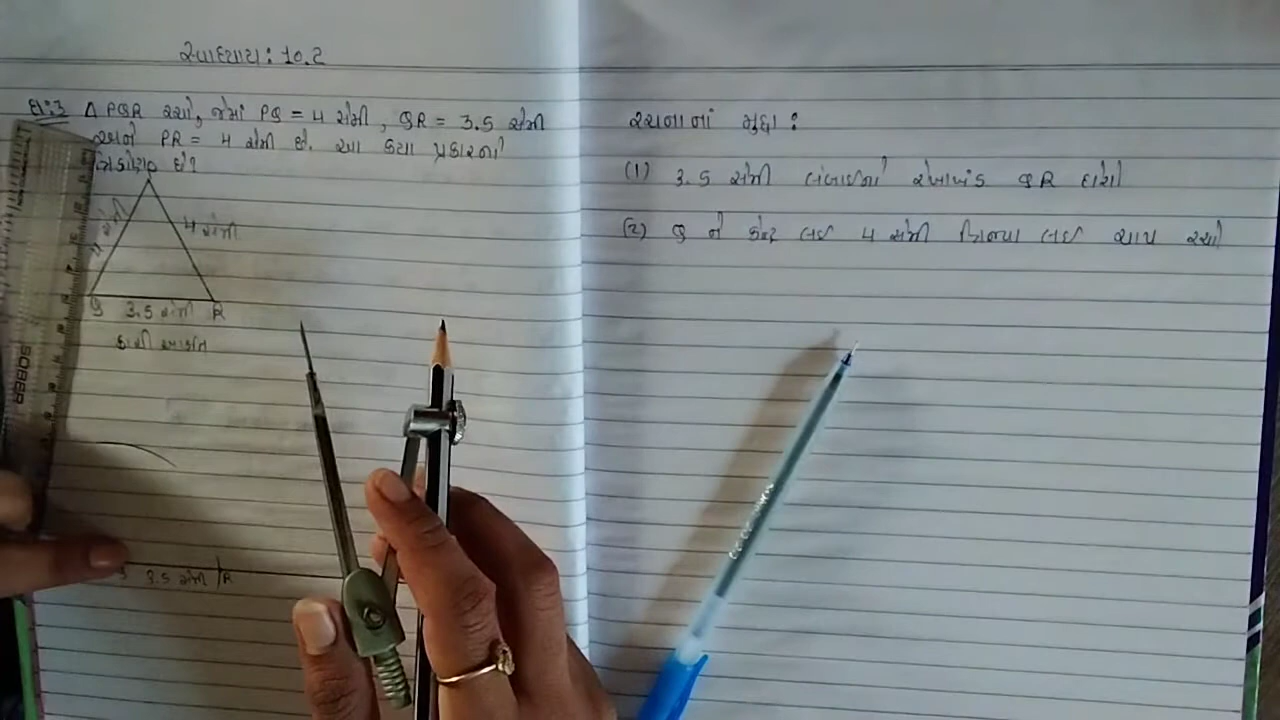 સ્વાધ્યાય: 10.2
દા:3 Δ PQR રચો, જેમાં PQ = 4 સેમી, QR = 3.5 સેમી
અને PR = 4 સેમી છે. આ કયા પ્રકારનો
ત્રિકોણ છે?
P
4 સેમી
Q 3.5 સેમી R
કાચી આકૃતિ
3.5 સેમી R
SOBER
રચનાનાં મુદ્દા :
(1) 3.5 સેમી લંબાઈનો રેખાખંડ QR દોરો
(2) Q ને કેન્દ્ર લઈ 4 સેમી ત્રિજ્યા લઈ ચાપ રચો